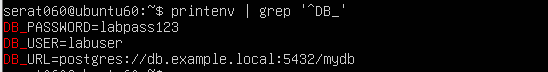 serat060@ubuntu60:~$ printenv | grep '^DB_'
DB_PASSWORD=labpass123
DB_USER=labuser
DB_URL=postgres://db.example.local:5432/mydb